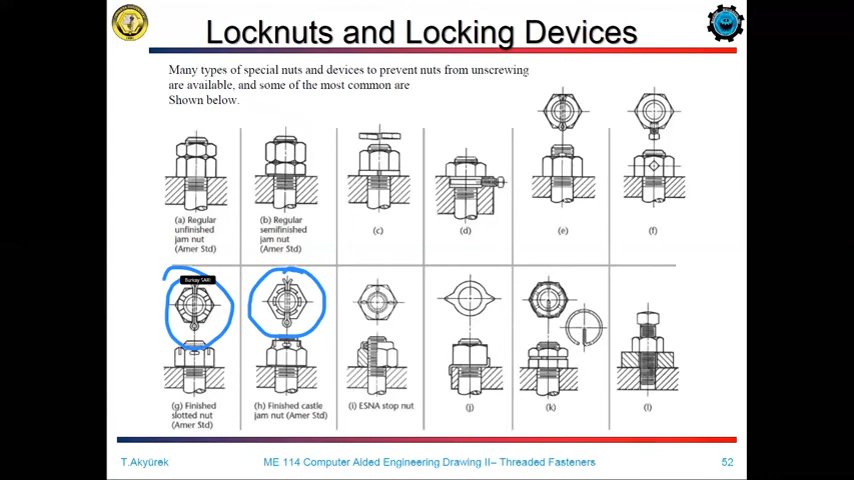 Locknuts and Locking Devices
Many types of special nuts and devices to prevent nuts from unscrewing
are available, and some of the most common are
Shown below.
(a) Regular
unfinished
jam nut
(Amer Std)
(b) Regular
semifinished
jam nut
(Amer Std)
(c)
(d)
(e)
(f)
Burkay SARI
(g) Finished
slotted nut
(Amer Std)
(h) Finished castle
jam nut (Amer Std)
(i) ESNA stop nut
(j)
(k)
(l)
T.Akyürek
ME 114 Computer Aided Engineering Drawing II– Threaded Fasteners
52